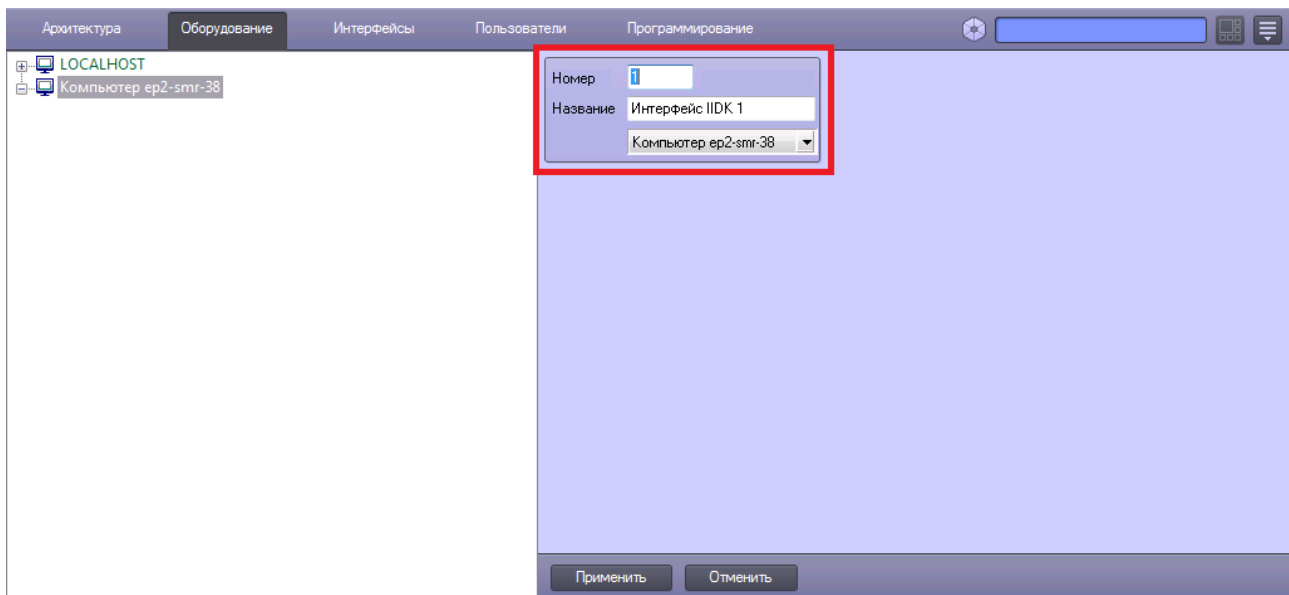 Архитектура Оборудование Интерфейсы Пользователи Программирование
LOCALHOST
Компьютер ep2-smr-38
Номер 1
Название Интерфейс IIDK 1
Компьютер ep2-smr-38
Применить Отменить